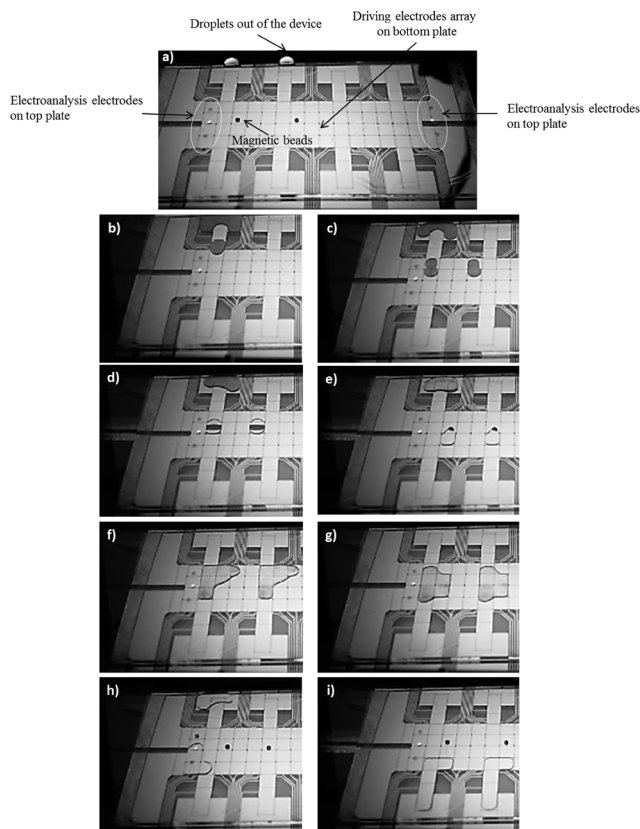 Droplets out of the device
Driving electrodes array
on bottom plate
a)
Electroanalysis electrodes
on top plate
Electroanalysis electrodes
on top plate
Magnetic beads
b)
c)
d)
e)
f)
g)
h)
i)